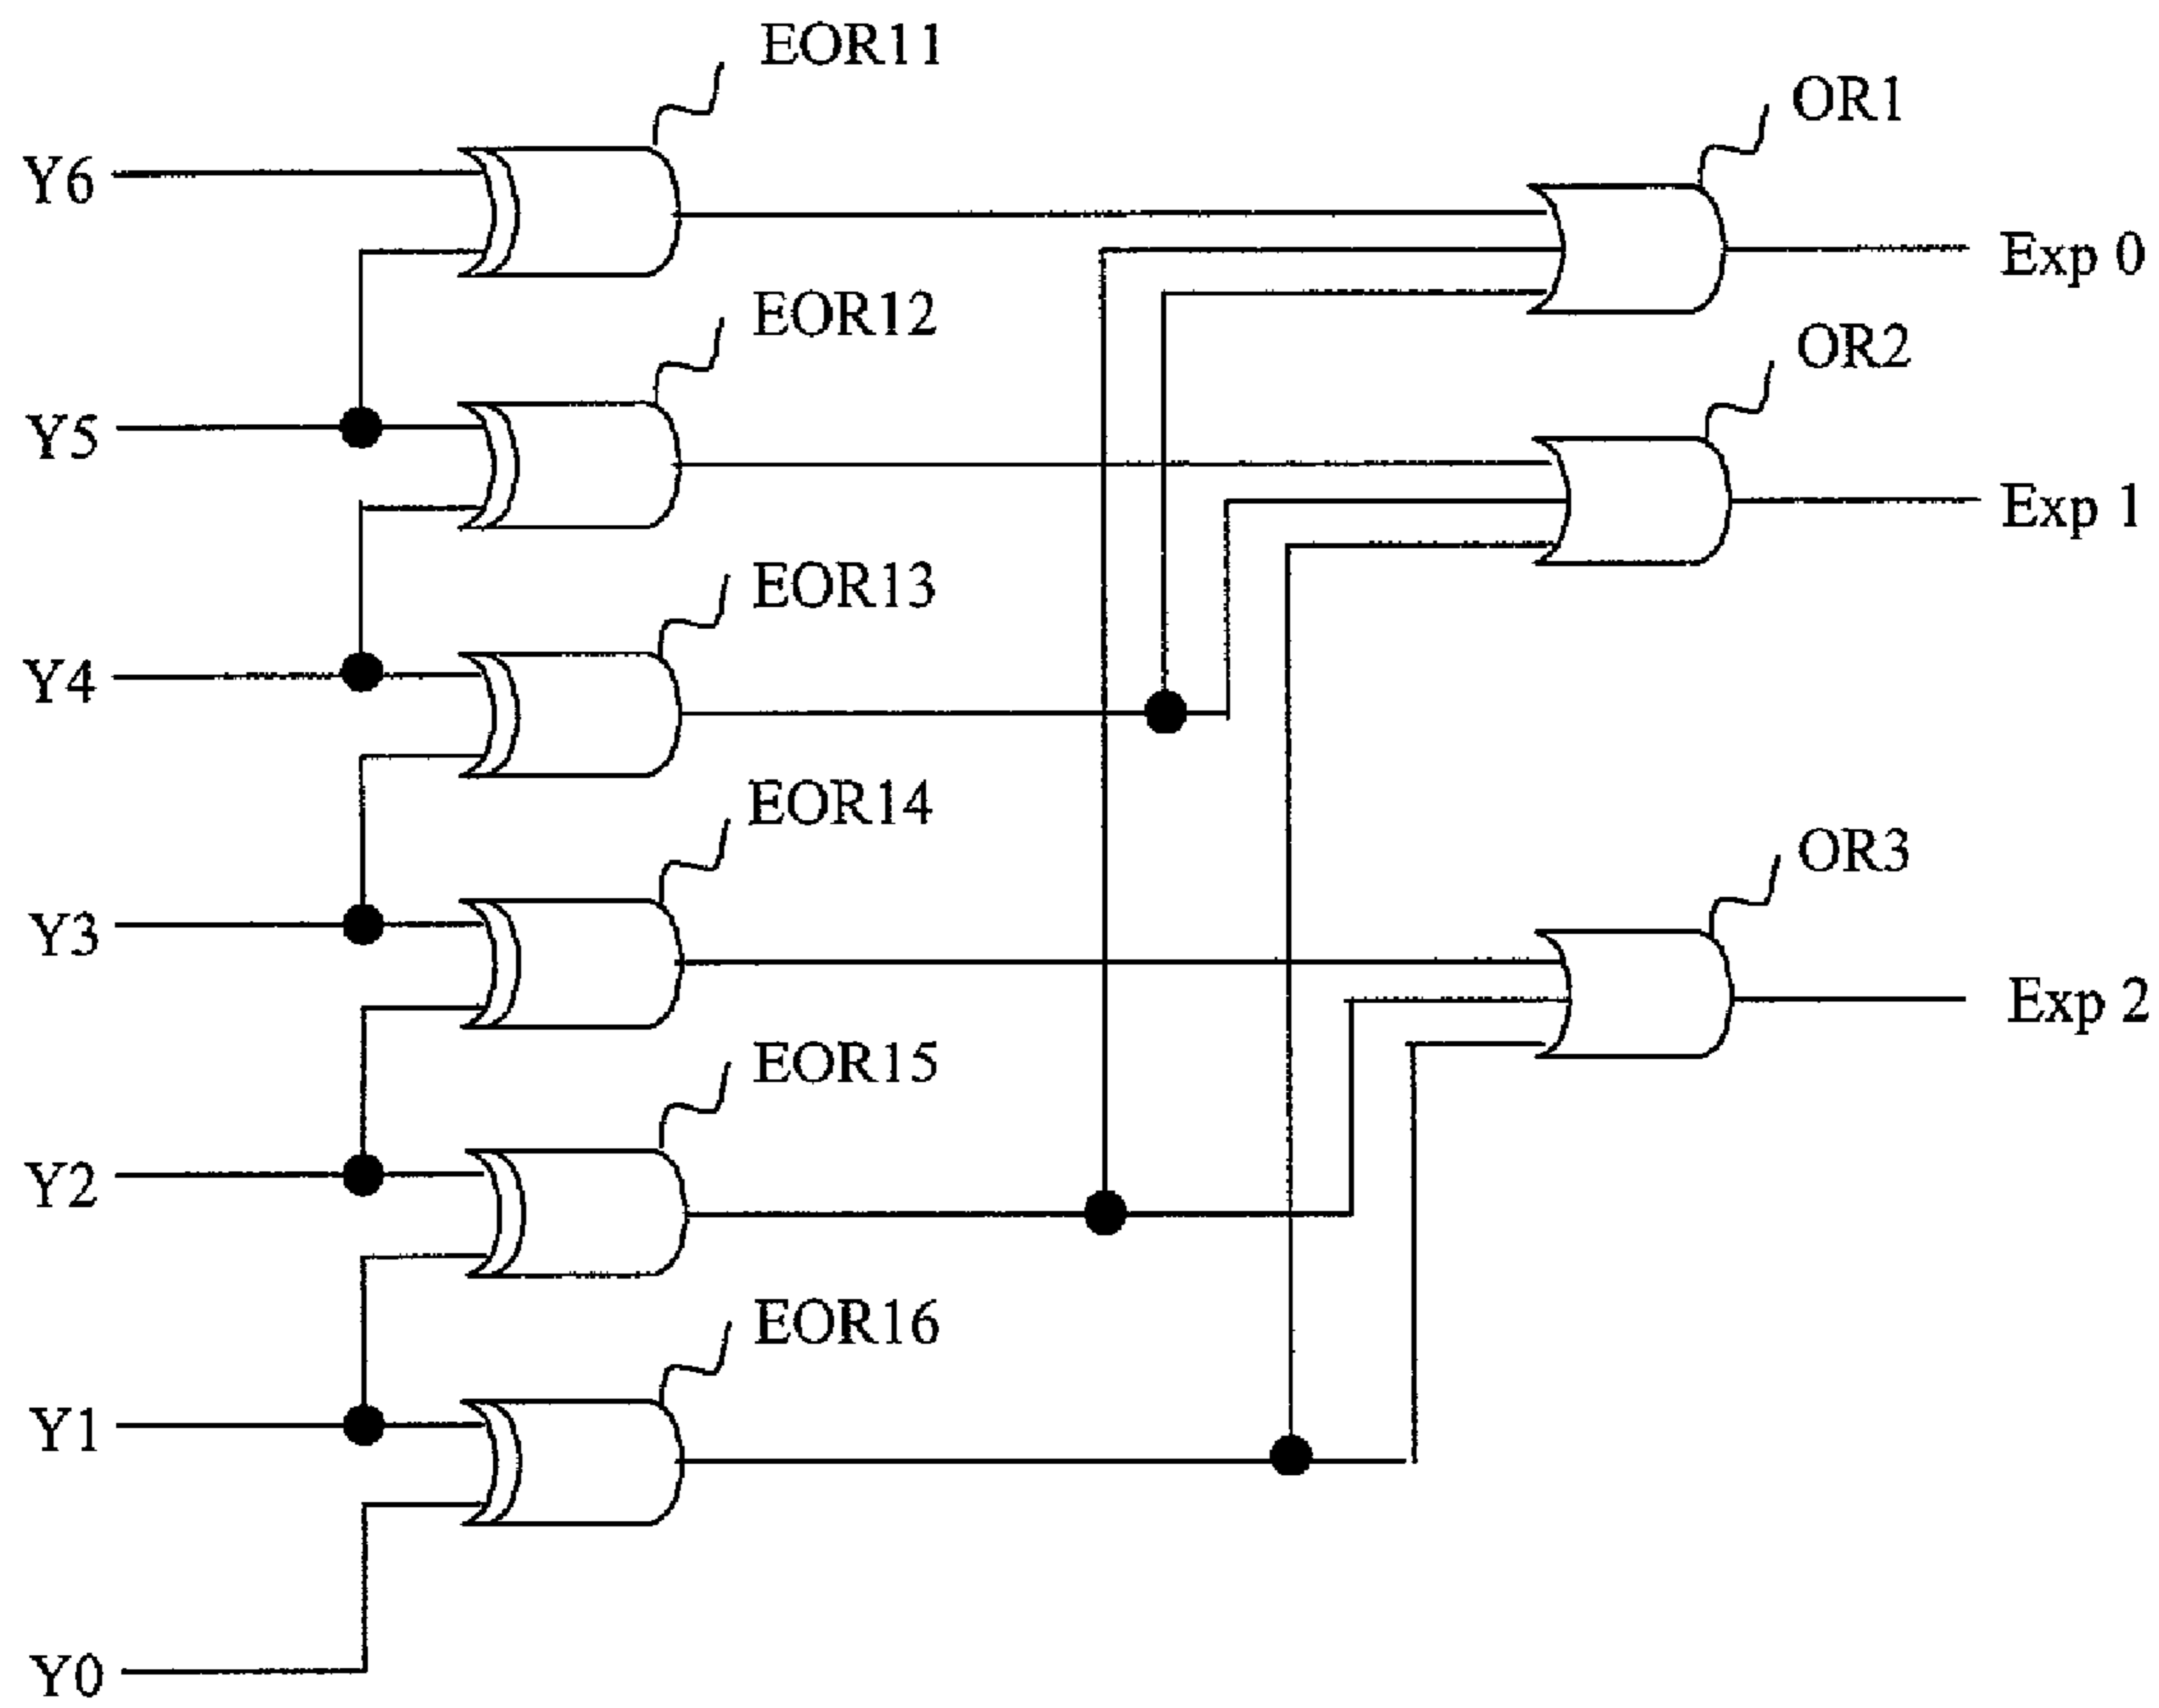 EOR11
OR1
Y6
Exp 0
EOR12
OR2
Y5
Exp 1
EOR13
Y4
EOR14
OR3
Y3
Exp 2
EOR15
Y2
EOR16
Y1
Y0